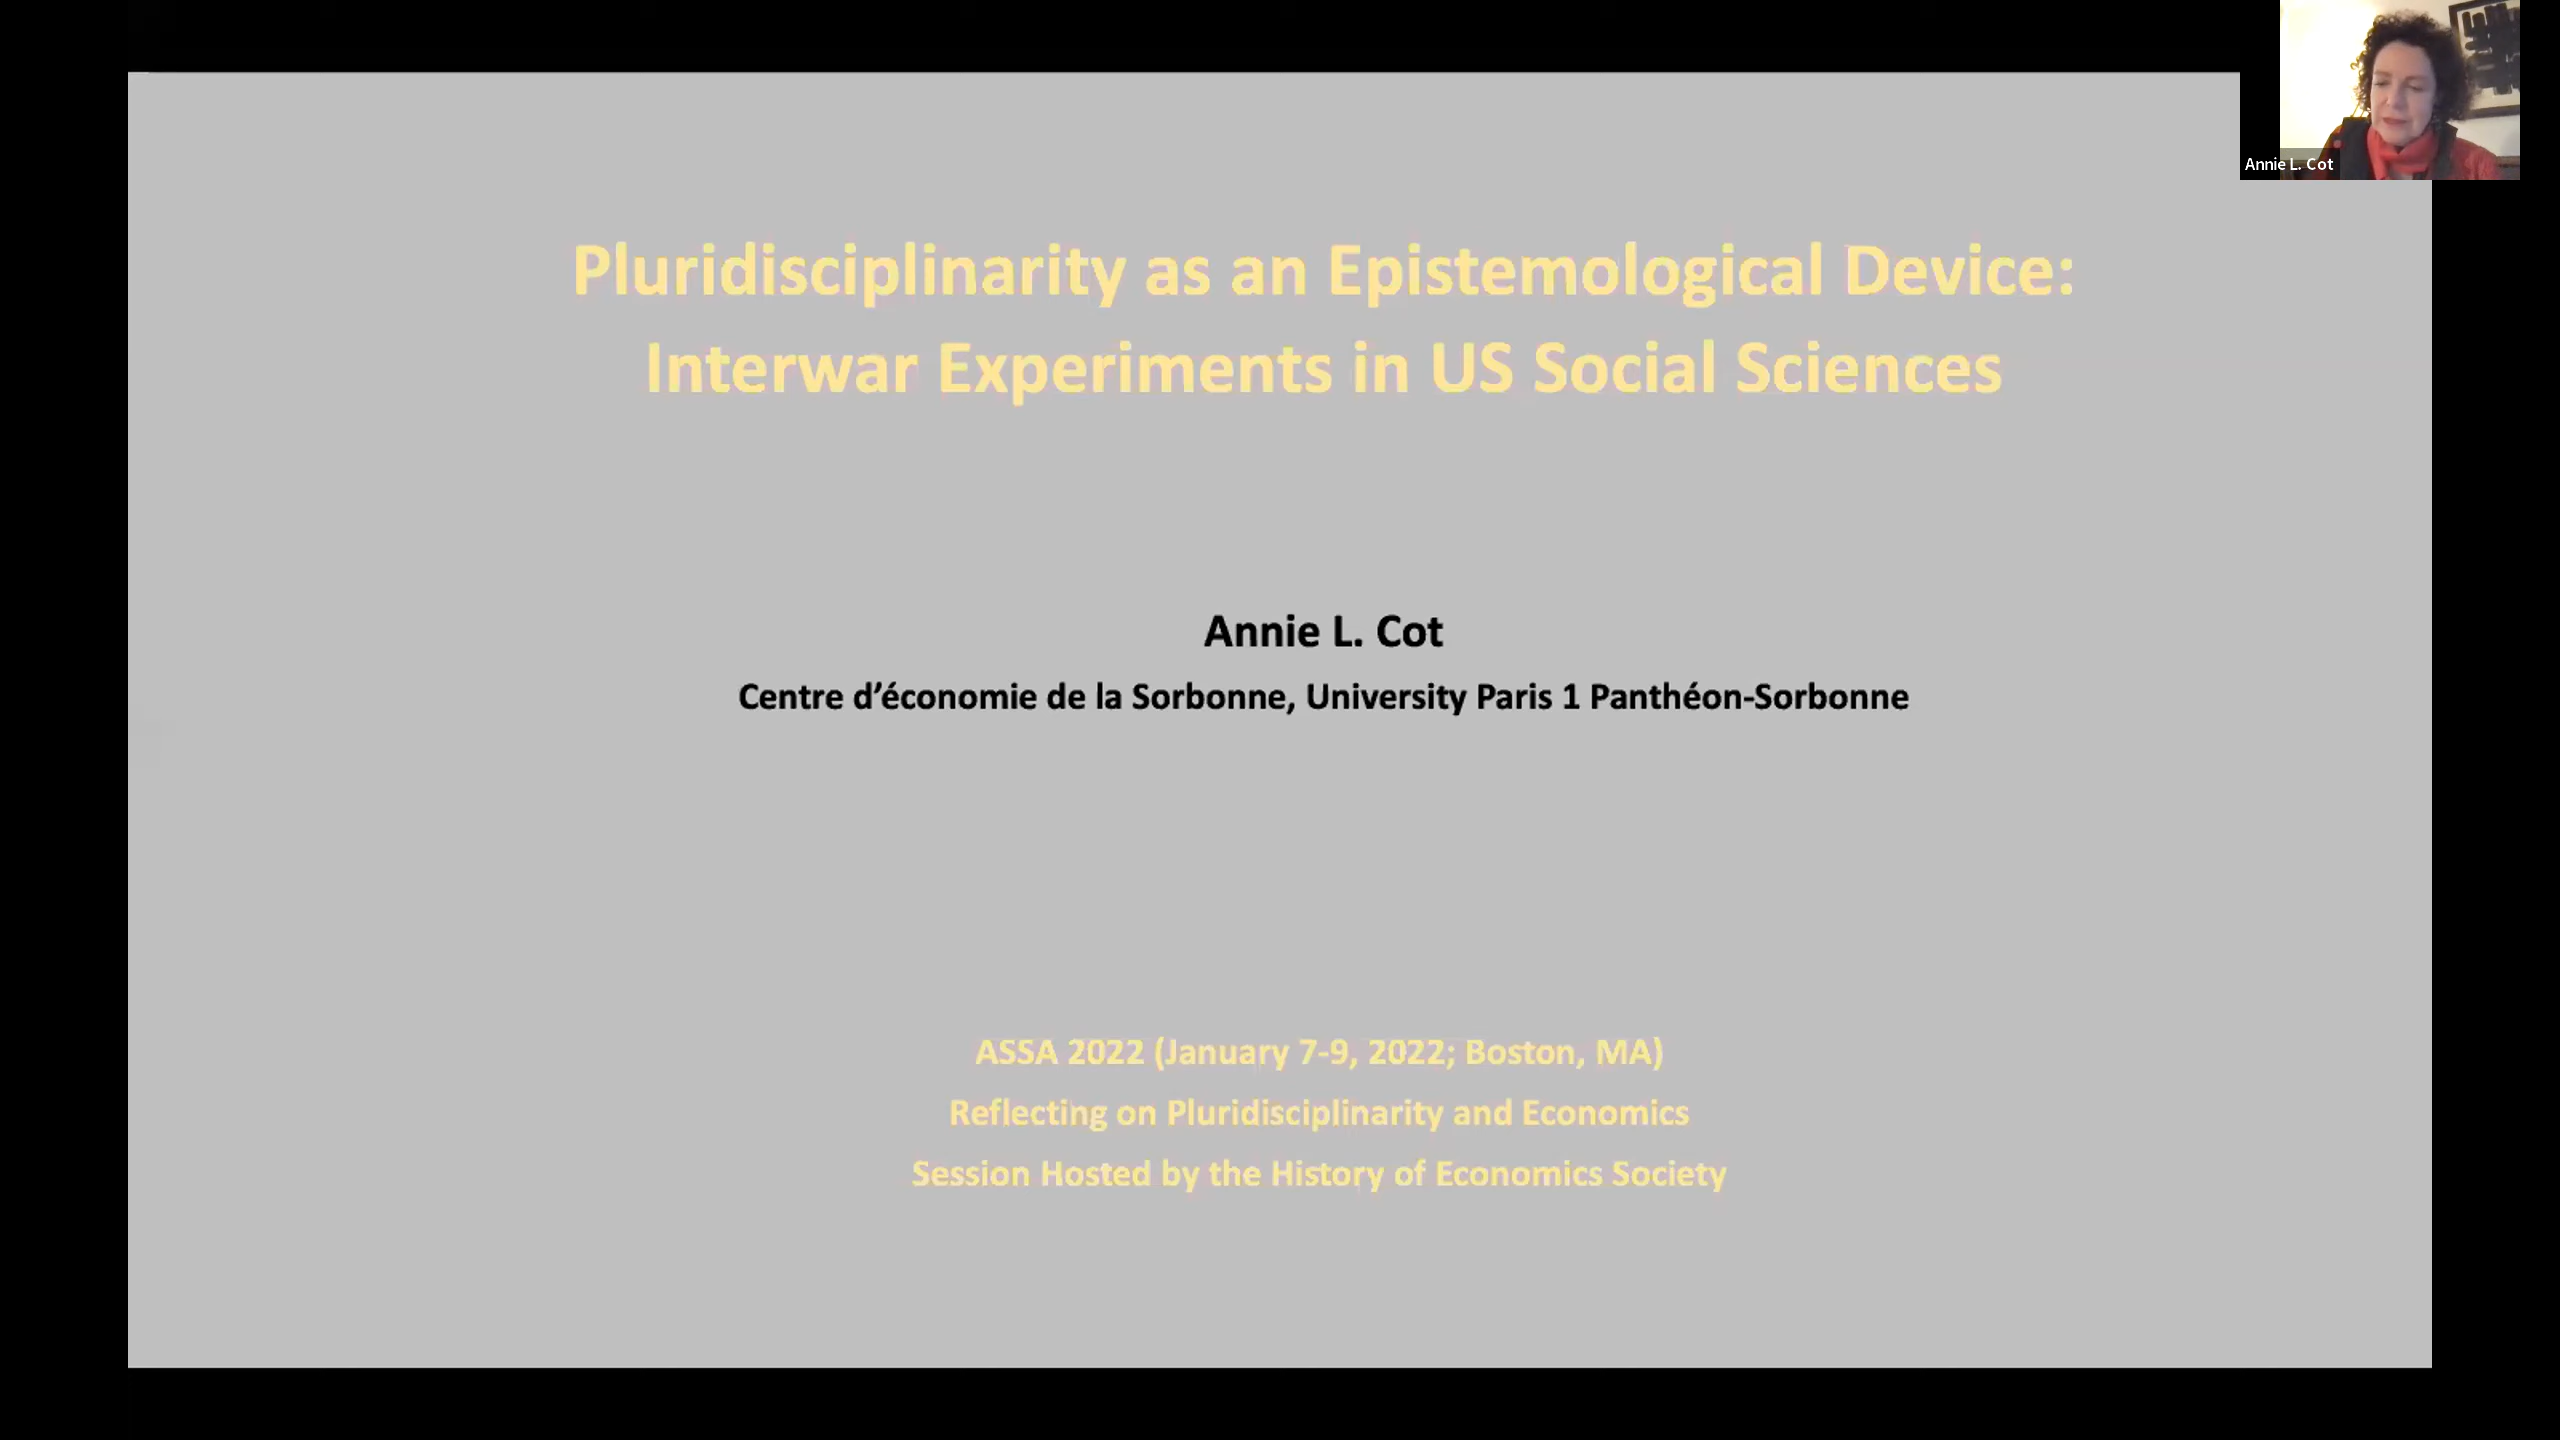 Annie L. Cot
Pluridisciplinarity as an Epistemological Device:
Interwar Experiments in US Social Sciences
Annie L. Cot
Centre d’économie de la Sorbonne, University Paris 1 Panthéon-Sorbonne
ASSA 2022 (January 7-9, 2022; Boston, MA)
Reflecting on Pluridisciplinarity and Economics
Session Hosted by the History of Economics Society